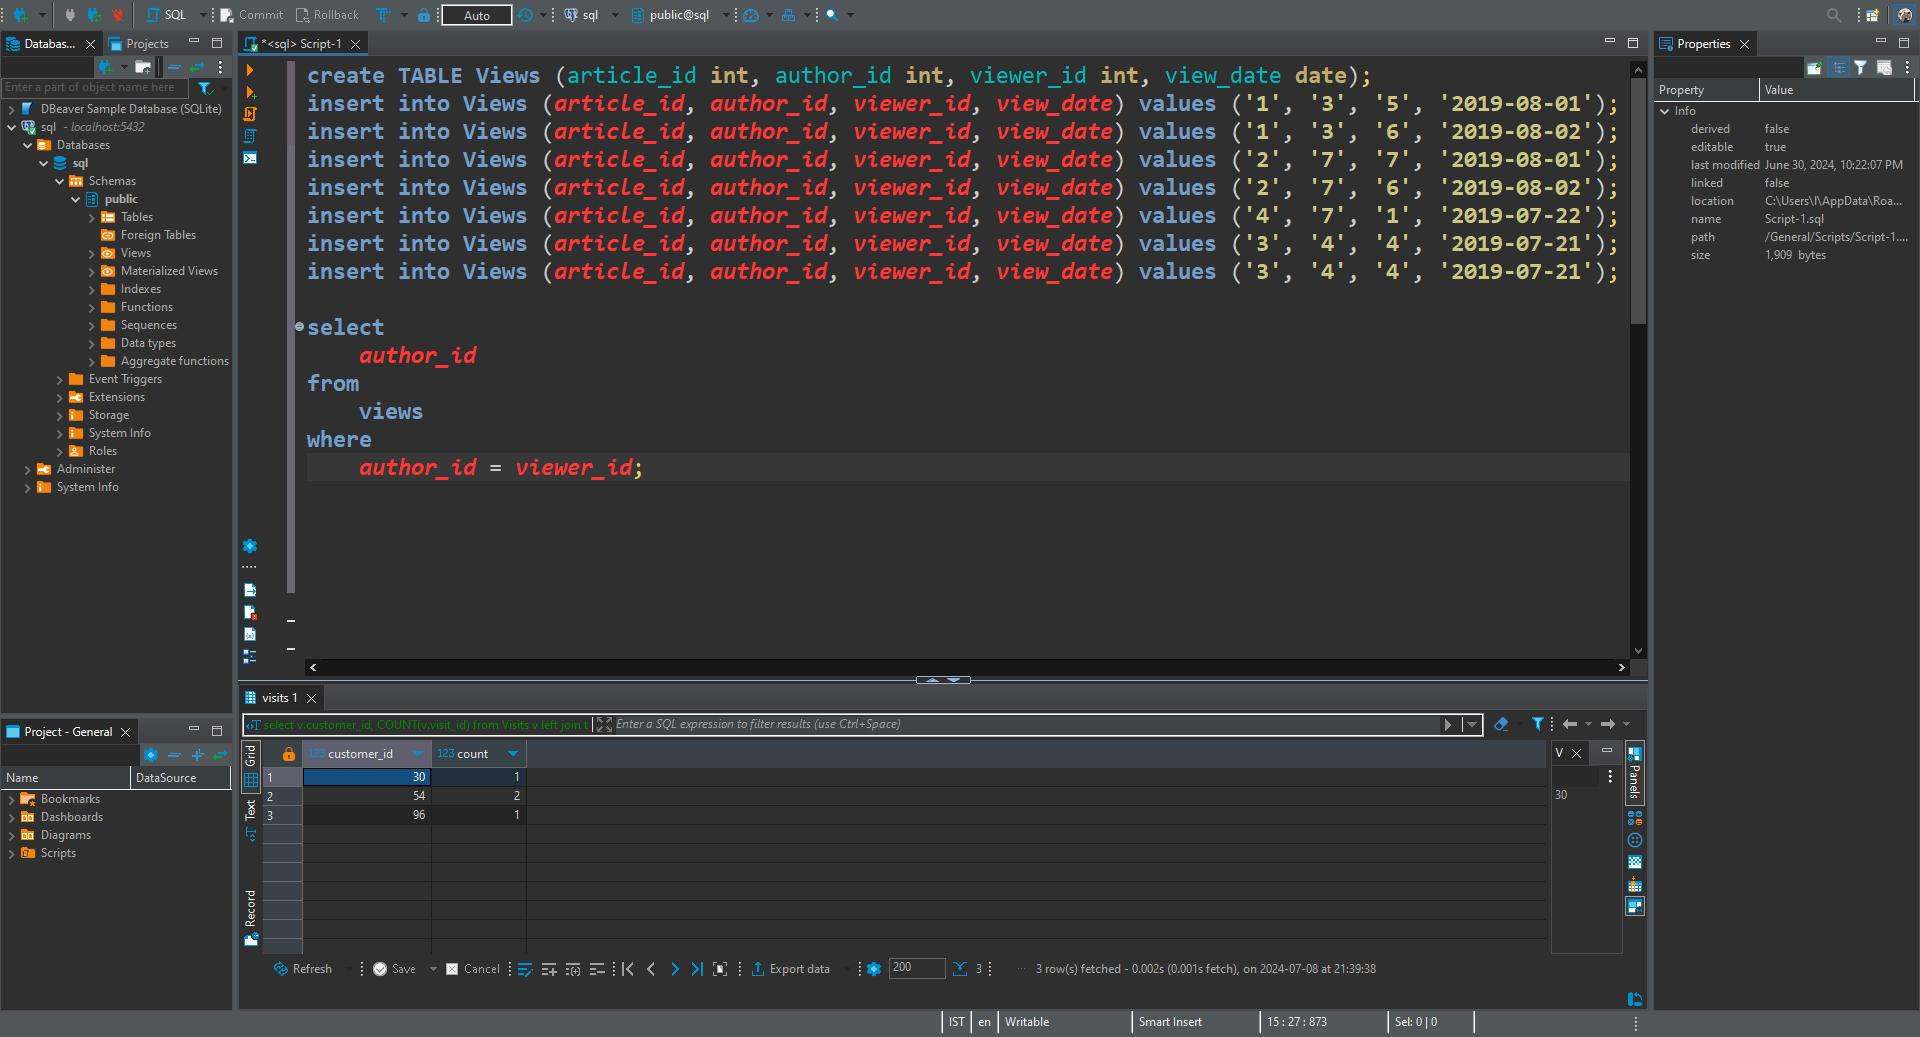 SQL
Commit
Rollback
Auto
sql
public@sql
Databas...
Projects
Enter a part of object name here
DBeaver Sample Database (SQLite)
sql - localhost:5432
Databases
sql
Schemas
public
Tables
Foreign Tables
Views
Materialized Views
Indexes
Functions
Sequences
Data types
Aggregate functions
Event Triggers
Extensions
Storage
System Info
Roles
Administer
System Info
*<sql> Script-1
create TABLE Views (article_id int, author_id int, viewer_id int, view_date date);
insert into Views (article_id, author_id, viewer_id, view_date) values ('1', '3', '5', '2019-08-01');
insert into Views (article_id, author_id, viewer_id, view_date) values ('1', '3', '6', '2019-08-02');
insert into Views (article_id, author_id, viewer_id, view_date) values ('2', '7', '7', '2019-08-01');
insert into Views (article_id, author_id, viewer_id, view_date) values ('2', '7', '6', '2019-08-02');
insert into Views (article_id, author_id, viewer_id, view_date) values ('4', '7', '1', '2019-07-22');
insert into Views (article_id, author_id, viewer_id, view_date) values ('3', '4', '4', '2019-07-21');
insert into Views (article_id, author_id, viewer_id, view_date) values ('3', '4', '4', '2019-07-21');
select
author_id
from
views
where
author_id = viewer_id;
Properties
Property Value
Info
derived false
editable true
last modified June 30, 2024, 10:22:07 PM
linked false
location C:\Users\I\AppData\Roa...
name Script-1.sql
path /General/Scripts/Script-1....
size 1,909 bytes
Project - General
Name DataSource
Bookmarks
Dashboards
Diagrams
Scripts
visits 1
select v.customer_id, COUNT(v.visit_id) from Visits v left join t
Enter a SQL expression to filter results (use Ctrl+Space)
Grid
Text
Record
123 customer_id 123 count
1 30 1
2 54 2
3 96 1
V
30
Panels
Refresh
Save
Cancel
Export data
200
3
3 row(s) fetched - 0.002s (0.001s fetch), on 2024-07-08 at 21:39:38
IST
en
Writable
Smart Insert
15 : 27 : 873
Sel: 0 | 0